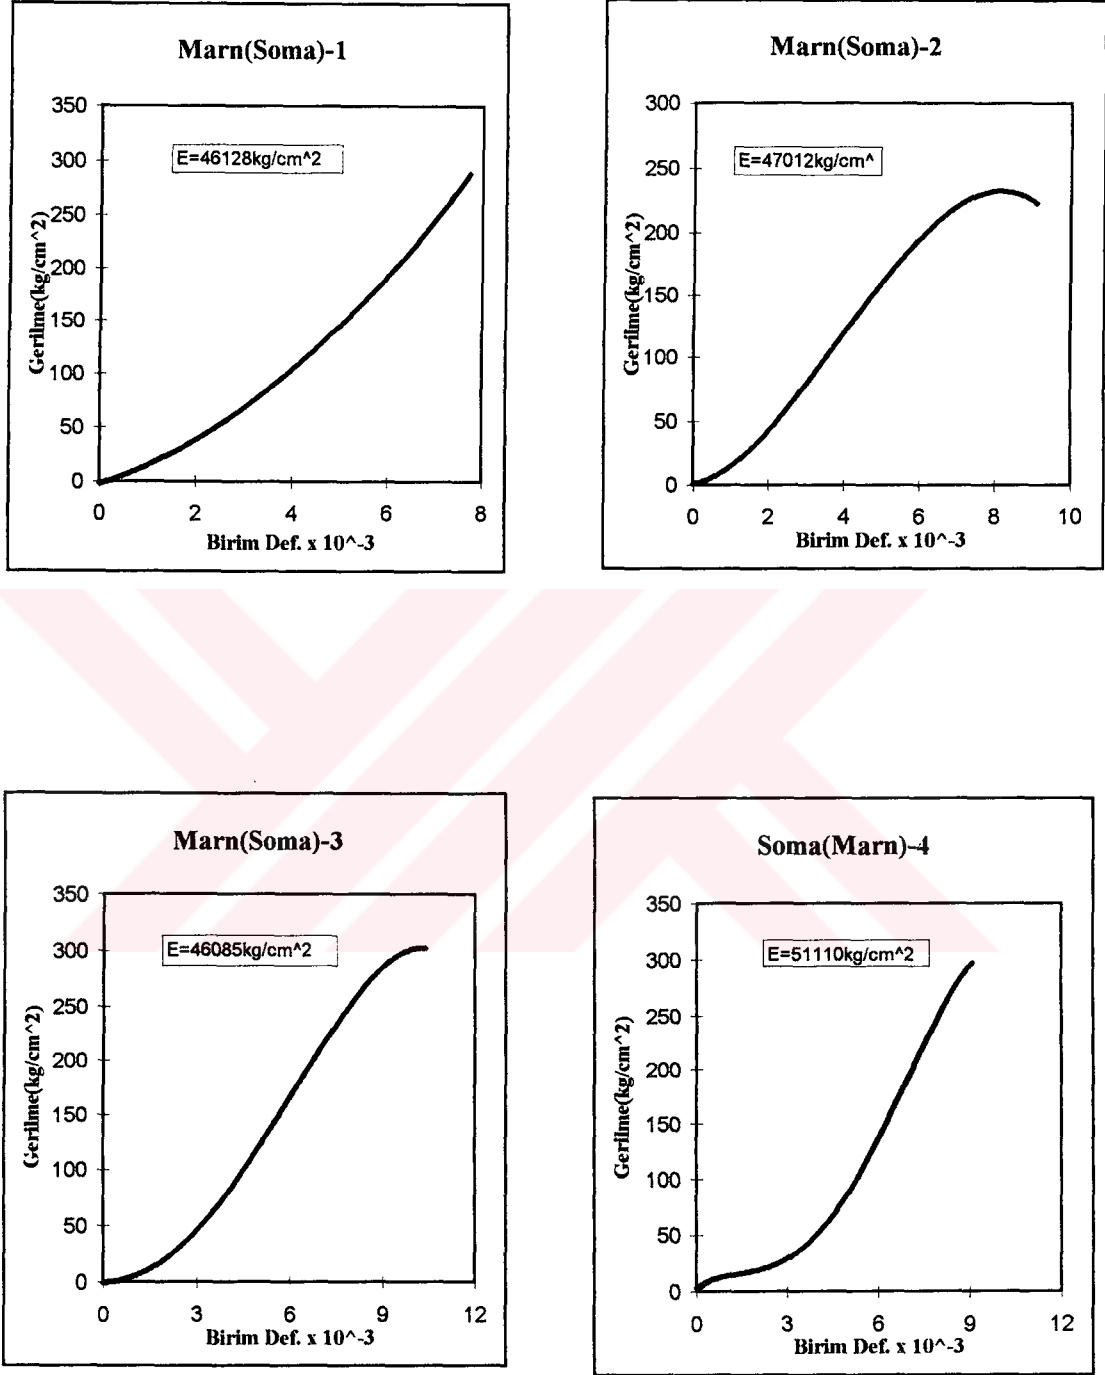 Marn(Soma)-1
350
300
250
200
150
100
50
0
E=46128kg/cm^2
Gerilme(kg/cm^2)
0 2 4 6 8
Birim Def. x 10^-3
Marn(Soma)-2
300
250
200
150
100
50
0
E=47012kg/cm^
Gerilme(kg/cm^2)
0 2 4 6 8 10
Birim Def. x 10^-3
Marn(Soma)-3
350
300
250
200
150
100
50
0
E=46085kg/cm^2
Gerilme(kg/cm^2)
0 3 6 9 12
Birim Def. x 10^-3
Soma(Marn)-4
350
300
250
200
150
100
50
0
E=51110kg/cm^2
Gerilme(kg/cm^2)
0 3 6 9 12
Birim Def. x 10^-3